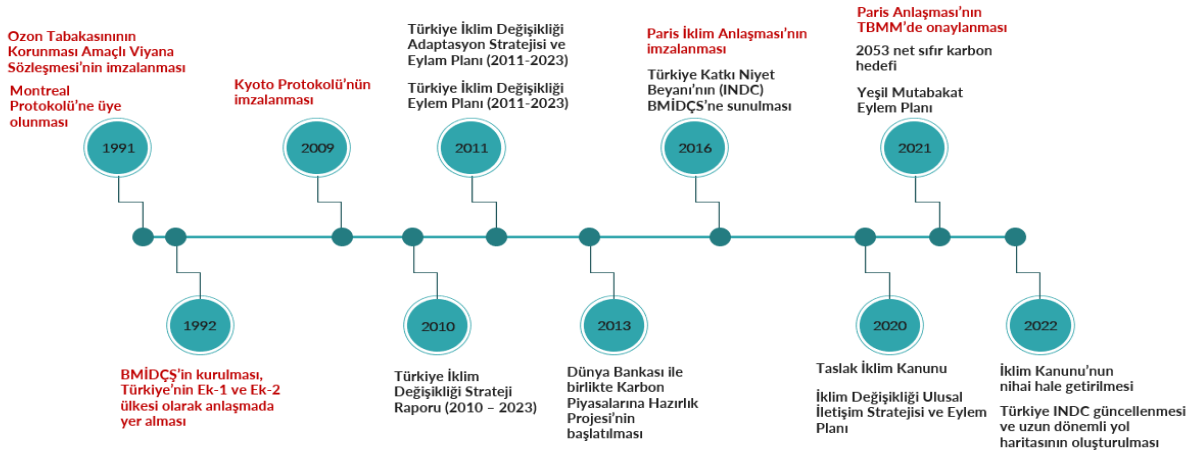 Ozon Tabakasınının
Korunması Amaçlı Viyana
Sözleşmesi'nin imzalanması
Montreal
Protokolü'ne üye
olunması
1991
BMİDÇŞ'in kurulması,
Türkiye'nin Ek-1 ve Ek-2
ülkesi olarak anlaşmada
yer alması
1992
Kyoto Protokolü'nün
imzalanması
2009
2010
Türkiye İklim
Değişikliği Strateji
Raporu (2010 – 2023)
Türkiye İklim Değişikliği
Adaptasyon Stratejisi ve
Eylam Planı (2011-2023)
Türkiye İklim Değişikliği
Eylem Planı (2011-2023)
2011
2013
Dünya Bankası ile
birlikte Karbon
Piyasalarına Hazırlık
Projesi'nin
başlatılması
Paris İklim Anlaşması'nın
imzalanması
Türkiye Katkı Niyet
Beyanı'nın (INDC)
BMİDÇS'ne sunulması
2016
2020
Taslak İklim Kanunu
İklim Değişikliği Ulusal
İletişim Stratejisi ve Eylem
Planı
Paris Anlaşması'nın
TBMM'de onaylanması
2053 net sıfır karbon
hedefi
Yeşil Mutabakat
Eylem Planı
2021
2022
İklim Kanunu'nun
nihai hale getirilmesi
Türkiye INDC güncellenmesi
ve uzun dönemli yol
haritasının oluşturulması